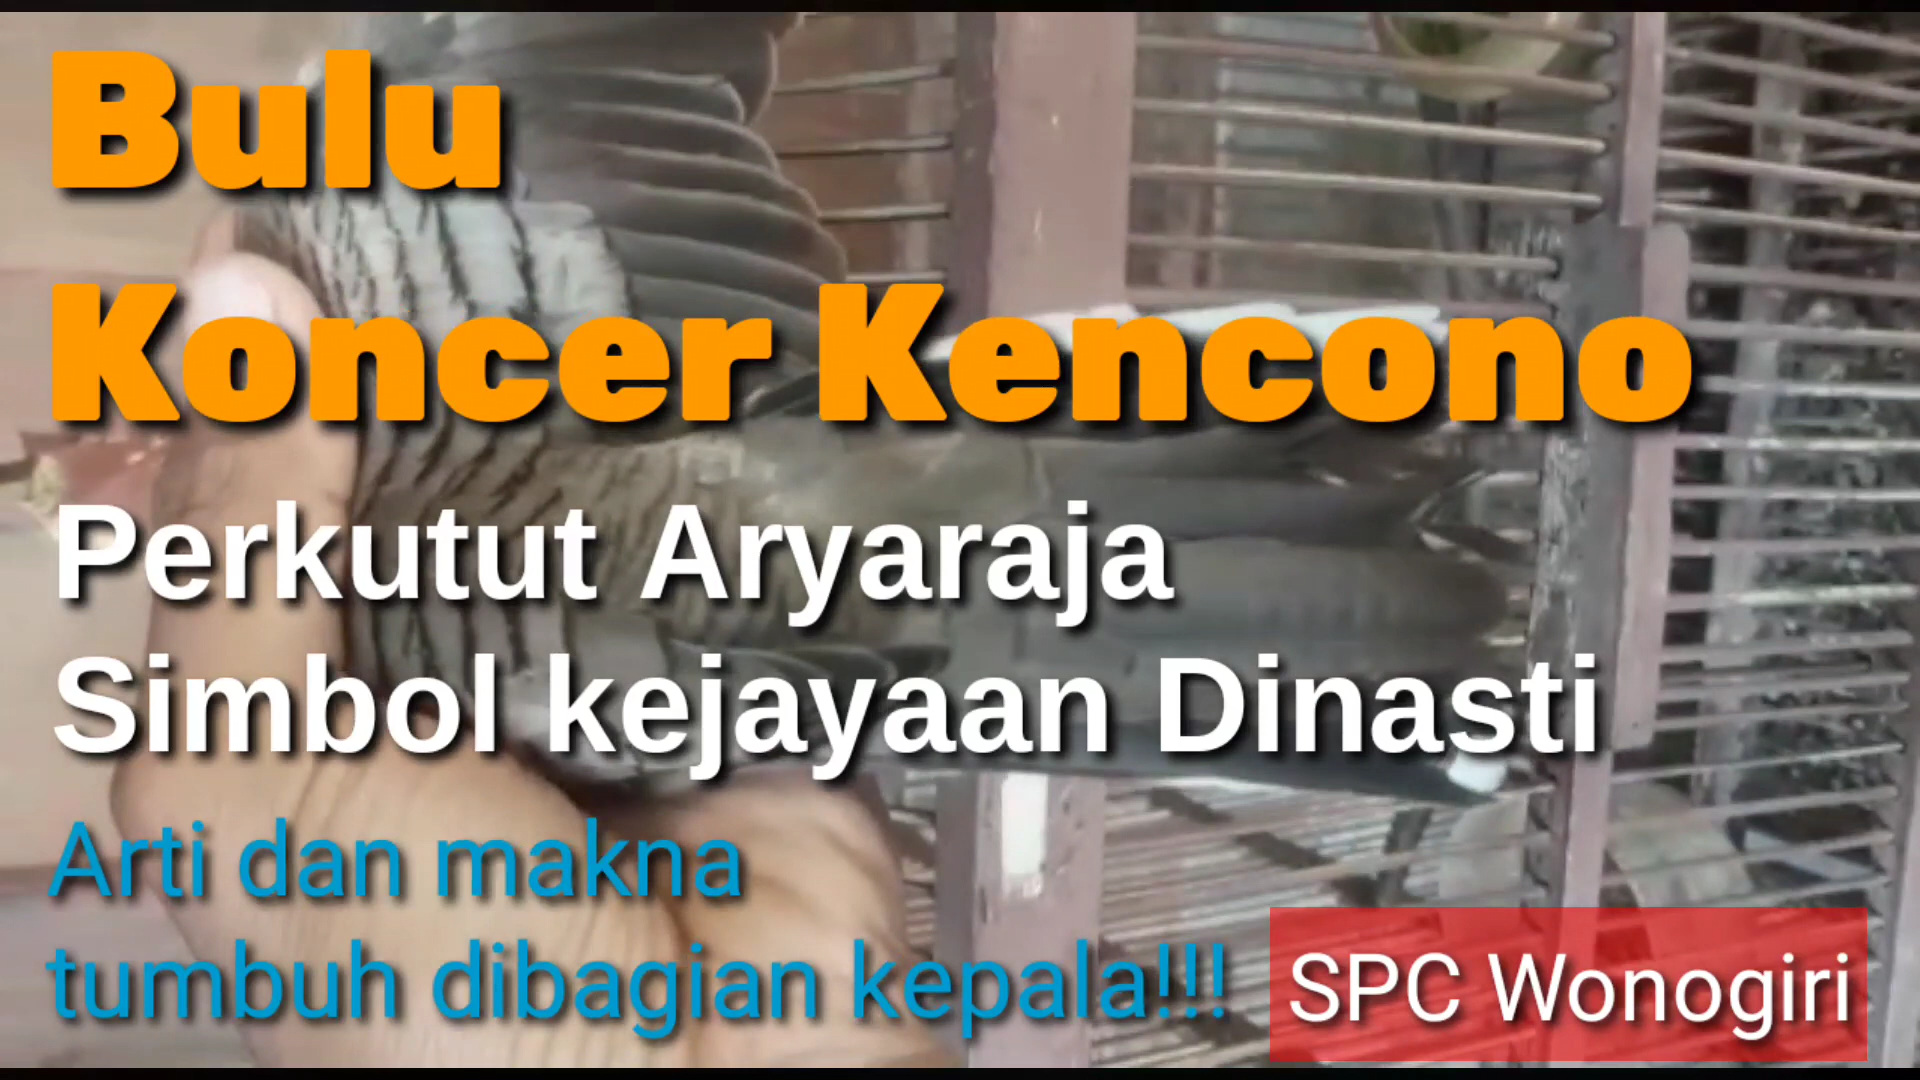 Bulu
Koncer Kencono
Perkutut Aryaraja
Simbol kejayaan Dinasti
Arti dan makna
tumbuh dibagian kepala!!!
SPC Wonogiri